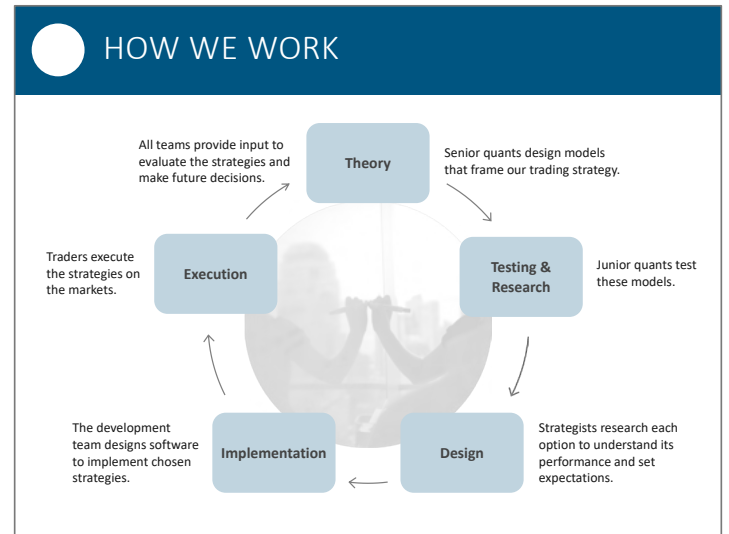 HOW WE WORK
All teams provide input to
evaluate the strategies and
make future decisions.
Theory
Senior quants design models
that frame our trading strategy.
Traders execute
the strategies on
the markets.
Execution
Testing &
Research
Junior quants test
these models.
The development
team designs software
to implement chosen
strategies.
Implementation
Design
Strategists research each
option to understand its
performance and set
expectations.